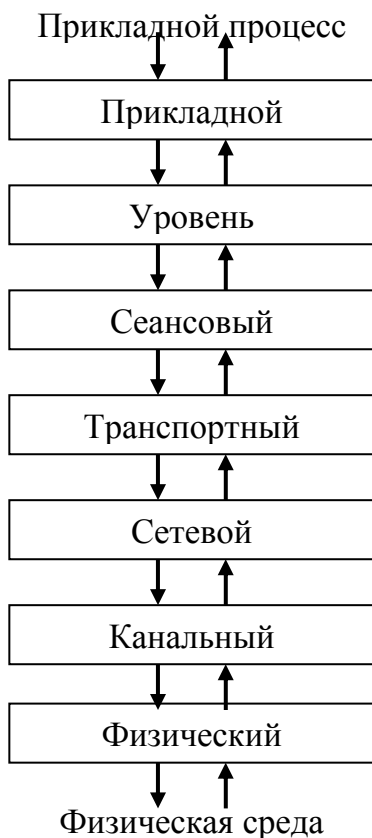 Прикладной процесс
Прикладной
Уровень
Сеансовый
Транспортный
Сетевой
Канальный
Физический
Физическая среда